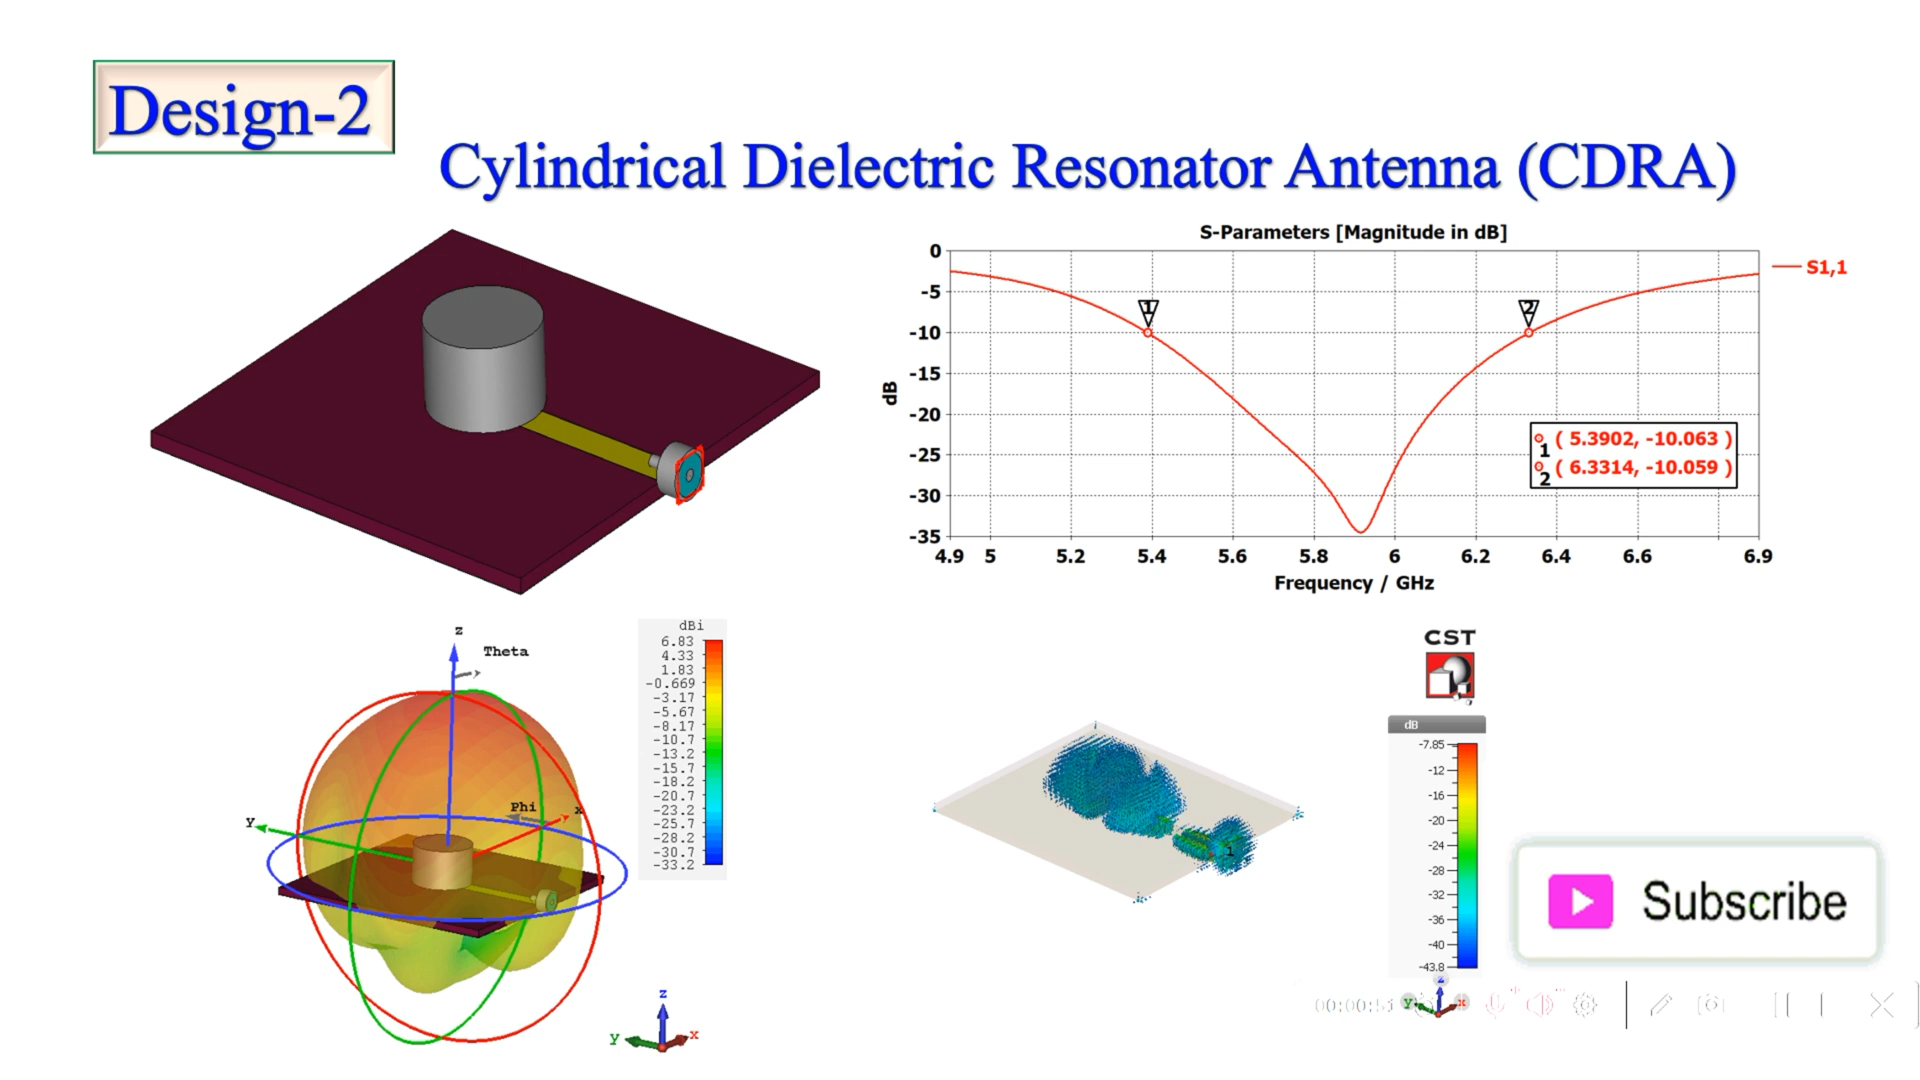 Design-2
Cylindrical Dielectric Resonator Antenna (CDRA)
S-Parameters [Magnitude in dB]
0
-5
-10
-15
-20
-25
-30
-35
dB
1
2
S1,1
1 ( 5.3902, -10.063 )
2 ( 6.3314, -10.059 )
4.9 5 5.2 5.4 5.6 5.8 6 6.2 6.4 6.6 6.9
Frequency / GHz
z
Theta
Phi
x
y
dBi
6.83
4.33
1.83
-0.669
-3.17
-5.67
-8.17
-10.7
-13.2
-15.7
-18.2
-20.7
-23.2
-25.7
-28.2
-30.7
-33.2
z
y
x
CST
dB
-7.85
-12
-16
-20
-24
-28
-32
-36
-40
-43.8
1
Subscribe
z
y
x